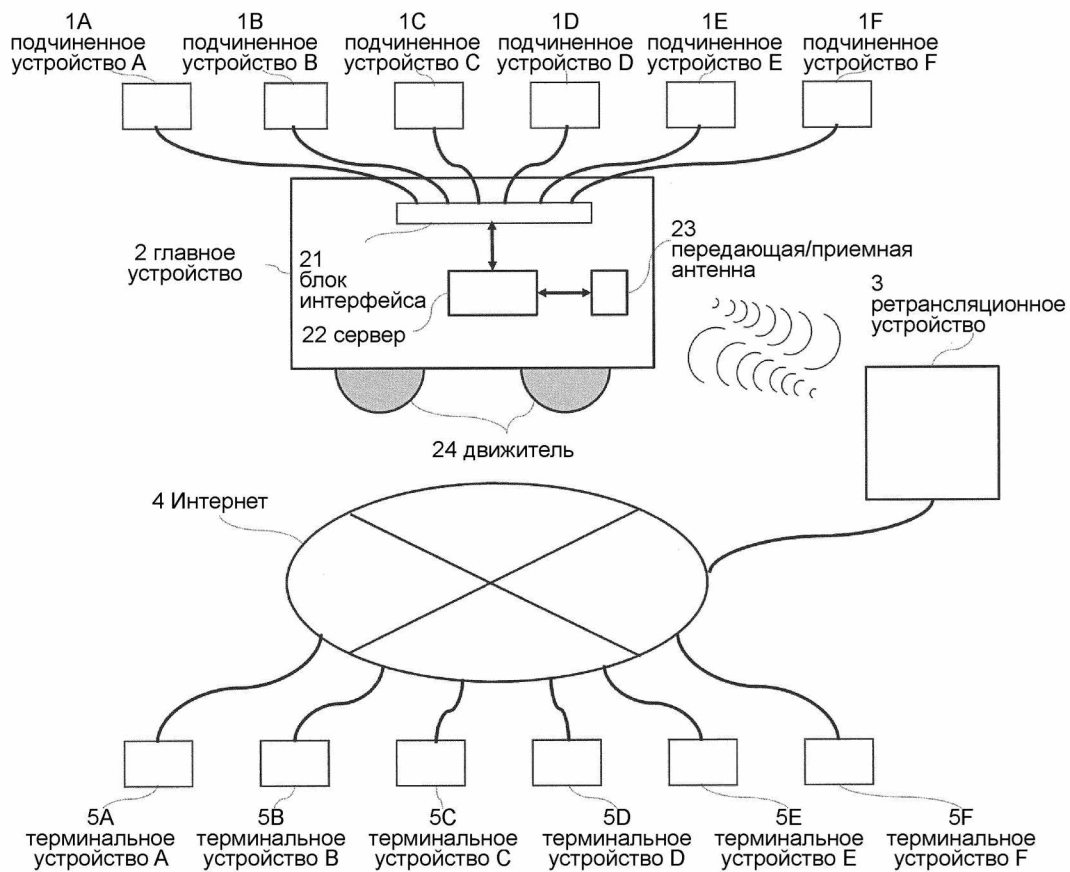 1A
подчиненное
устройство A
1B
подчиненное
устройство B
1C
подчиненное
устройство C
1D
подчиненное
устройство D
1E
подчиненное
устройство E
1F
подчиненное
устройство F
2 главное
устройство
21
блок
интерфейса
22 сервер
23
передающая/приемная
антенна
3
ретрансляционное
устройство
24 движитель
4 Интернет
5A
терминальное
устройство A
5B
терминальное
устройство B
5C
терминальное
устройство C
5D
терминальное
устройство D
5E
терминальное
устройство E
5F
терминальное
устройство F